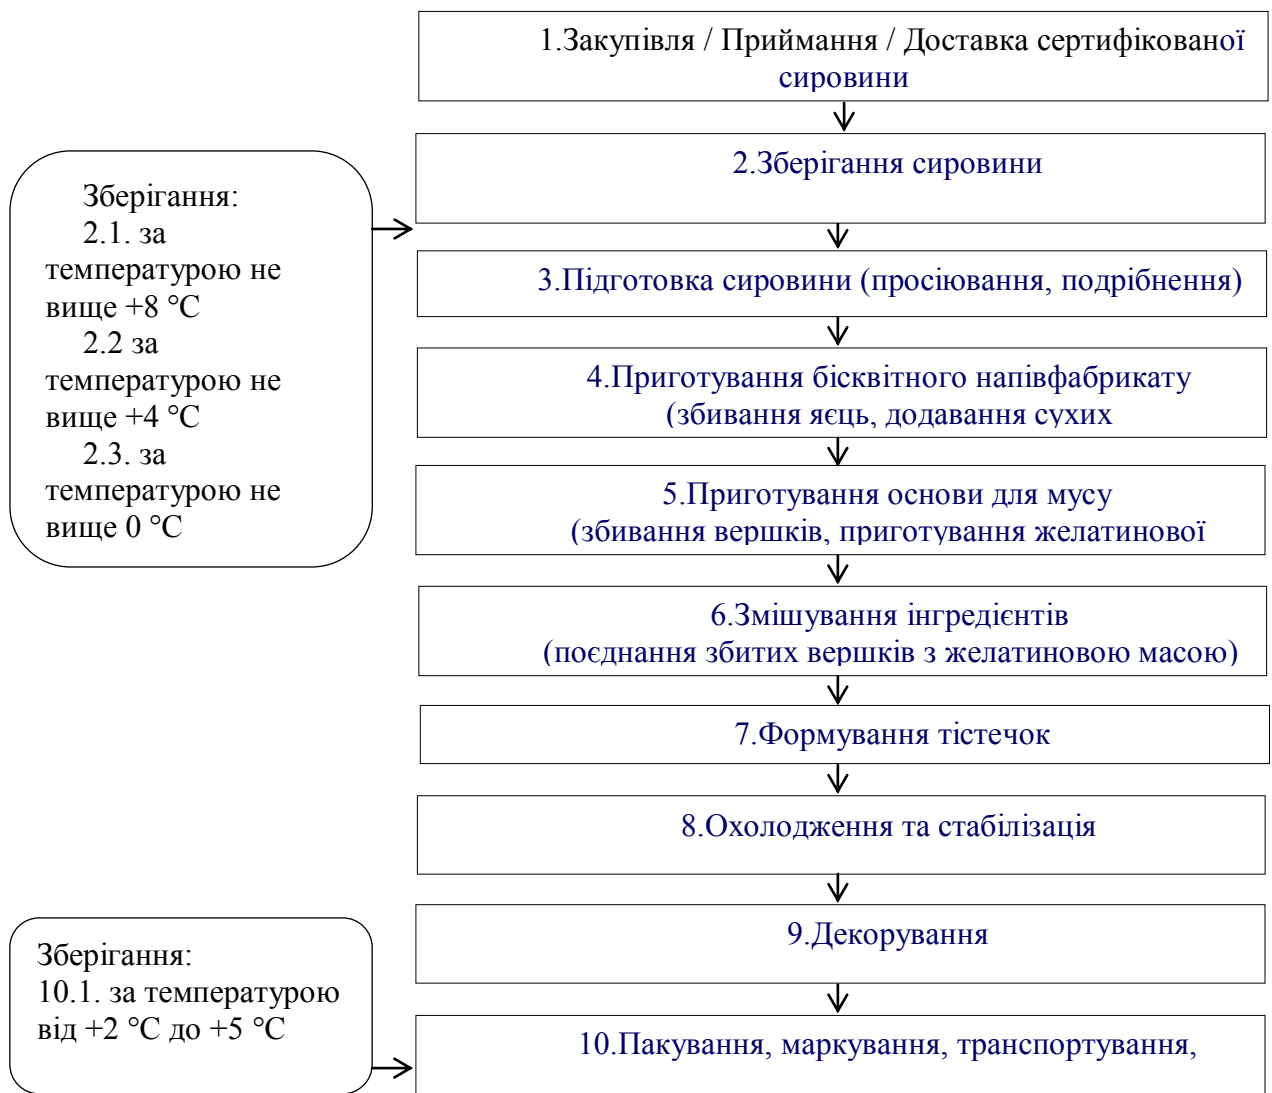 1.Закупівля / Приймання / Доставка сертифікованої
сировини
2.Зберігання сировини
Зберігання:
2.1. за
температурою не
вище +8 °С
2.2 за
температурою не
вище +4 °С
2.3. за
температурою не
вище 0 °С
3.Підготовка сировини (просіювання, подрібнення)
4.Приготування бісквітного напівфабрикату
(збивання яєць, додавання сухих
5.Приготування основи для мусу
(збивання вершків, приготування желатинової
6.Змішування інгредієнтів
(поєднання збитих вершків з желатиновою масою)
7.Формування тістечок
8.Охолодження та стабілізація
9.Декорування
Зберігання:
10.1. за температурою
від +2 °С до +5 °С
10.Пакування, маркування, транспортування,